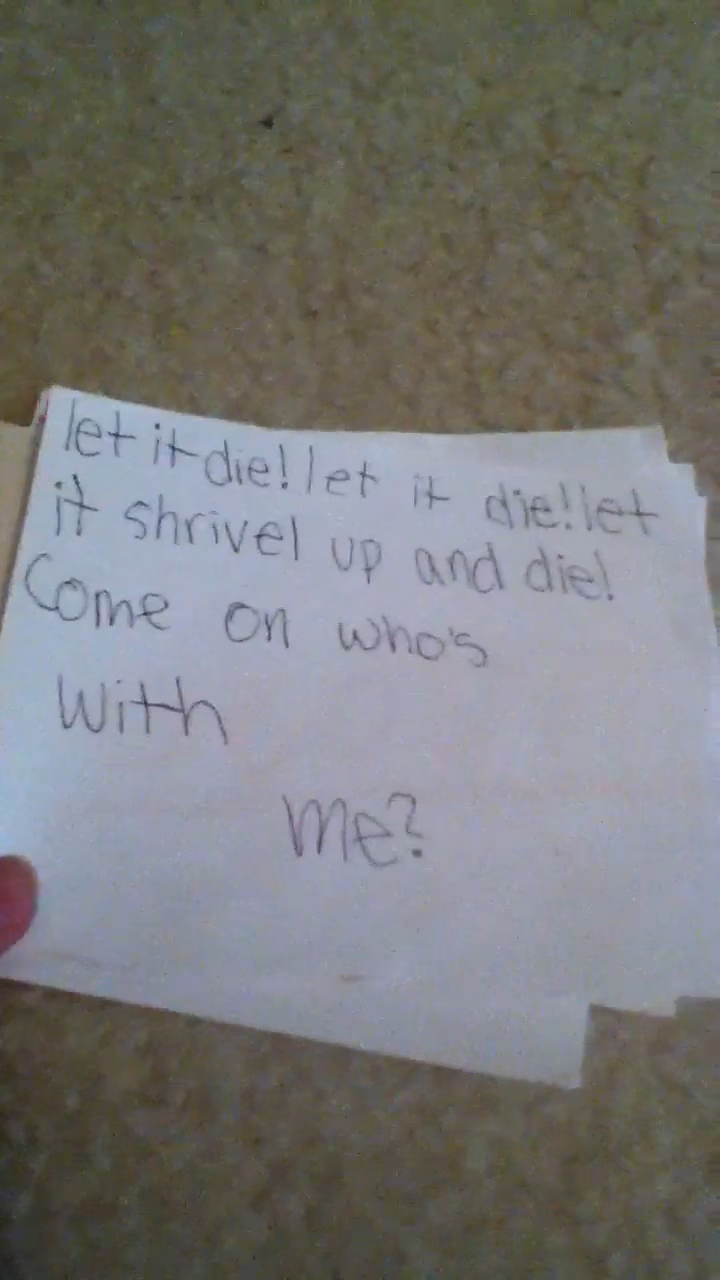 let it die! let it die! let
it shrivel up and die!
Come on who's
With
me?